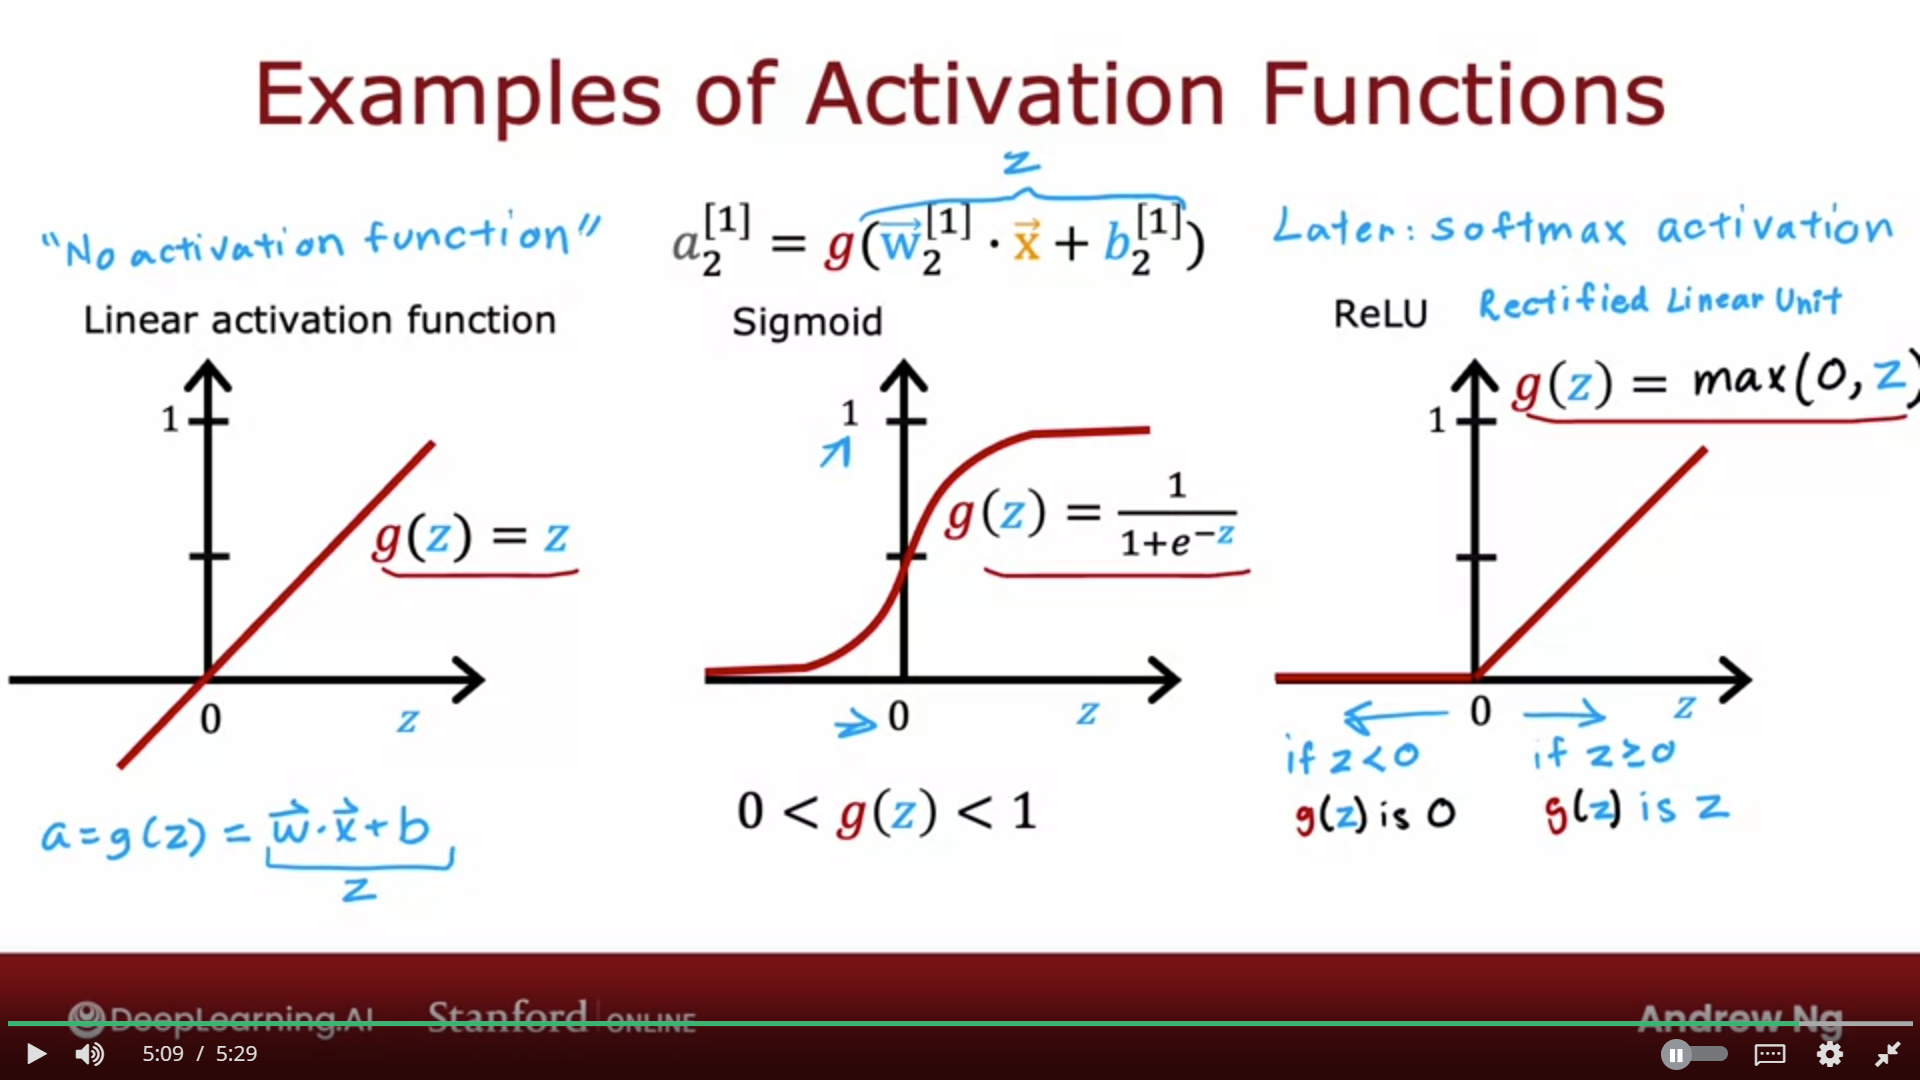 Examples of Activation Functions
z
"No activation function"
a₂^[1] = g(w⃗₂^[1] · x⃗ + b₂^[1])
Later: softmax activation
Linear activation function
Sigmoid
ReLU Rectified Linear Unit
1
g(z) = z
0
z
a = g(z) = w⃗·x⃗ + b
z
1
g(z) = 1/(1+e^−z)
0
z
0 < g(z) < 1
g(z) = max(0, z)
1
0
z
if z<0
g(z) is 0
if z≥0
g(z) is z
DeepLearning.AI
Stanford | ONLINE
Andrew Ng
5:09 / 5:29